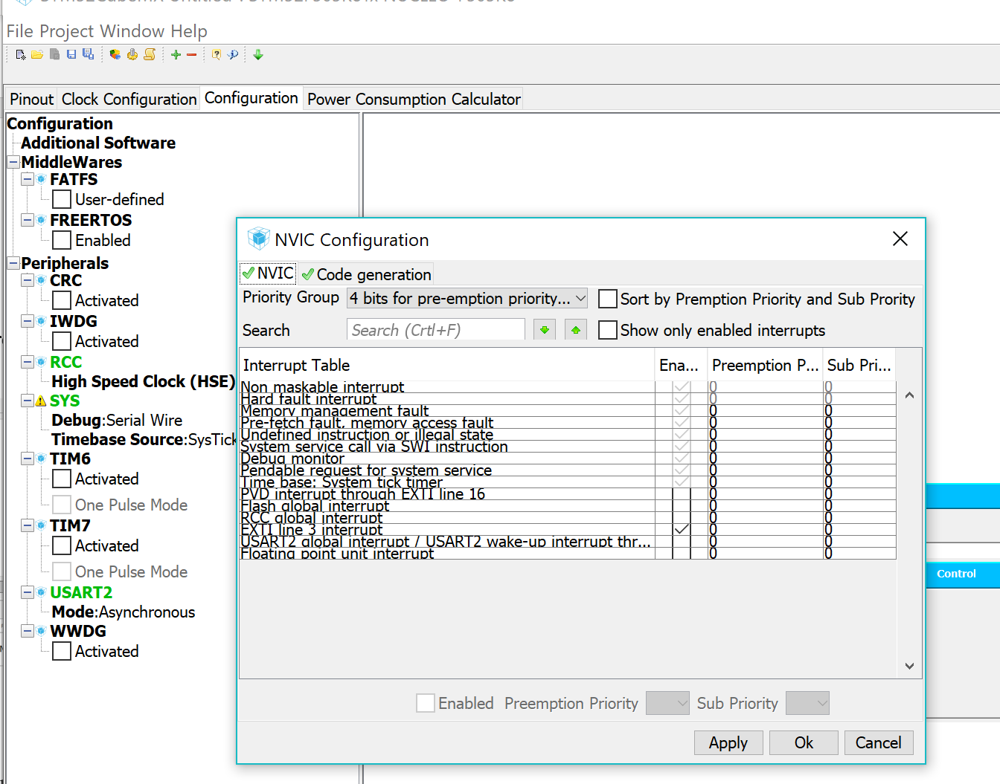 File Project Window Help
Pinout Clock Configuration Configuration Power Consumption Calculator
Configuration
Additional Software
MiddleWares
FATFS
User-defined
FREERTOS
Enabled
Peripherals
CRC
Activated
IWDG
Activated
RCC
High Speed Clock (HSE)
SYS
Debug:Serial Wire
Timebase Source:SysTick
TIM6
Activated
One Pulse Mode
TIM7
Activated
One Pulse Mode
USART2
Mode:Asynchronous
WWDG
Activated
NVIC Configuration
NVIC Code generation
Priority Group 4 bits for pre-emption priority... Sort by Premption Priority and Sub Prority
Search Search (Crtl+F) Show only enabled interrupts
Interrupt Table Ena... Preemption P... Sub Pri...
Non maskable interrupt 0 0
Hard fault interrupt 0 0
Memory management fault 0 0
Pre-fetch fault, memory access fault 0 0
Undefined instruction or illegal state 0 0
System service call via SWI instruction 0 0
Debug monitor 0 0
Pendable request for system service 0 0
Time base: System tick timer 0 0
PVD interrupt through EXTI line 16 0 0
Flash global interrupt 0 0
RCC global interrupt 0 0
EXTI line 3 interrupt 0 0
USART2 global interrupt / USART2 wake-up interrupt thr... 0 0
Floating point unit interrupt 0 0
Enabled Preemption Priority Sub Priority
Apply Ok Cancel
Control